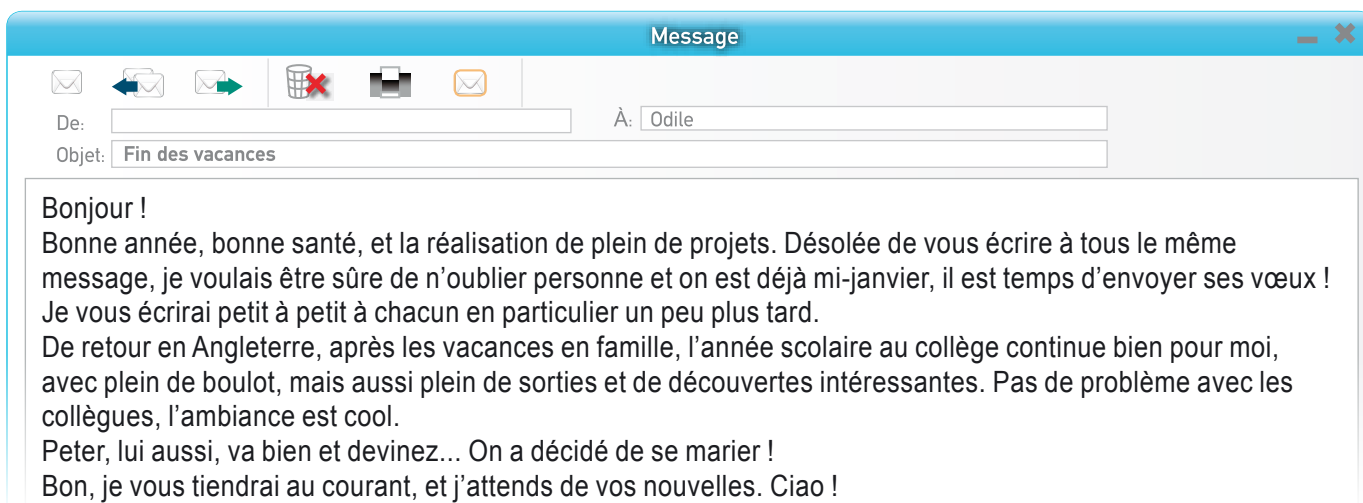 Message
De:
À: Odile
Objet: Fin des vacances
Bonjour !
Bonne année, bonne santé, et la réalisation de plein de projets. Désolée de vous écrire à tous le même
message, je voulais être sûre de n’oublier personne et on est déjà mi-janvier, il est temps d’envoyer ses vœux !
Je vous écrirai petit à petit à chacun en particulier un peu plus tard.
De retour en Angleterre, après les vacances en famille, l’année scolaire au collège continue bien pour moi,
avec plein de boulot, mais aussi plein de sorties et de découvertes intéressantes. Pas de problème avec les
collègues, l’ambiance est cool.
Peter, lui aussi, va bien et devinez... On a décidé de se marier !
Bon, je vous tiendrai au courant, et j’attends de vos nouvelles. Ciao !